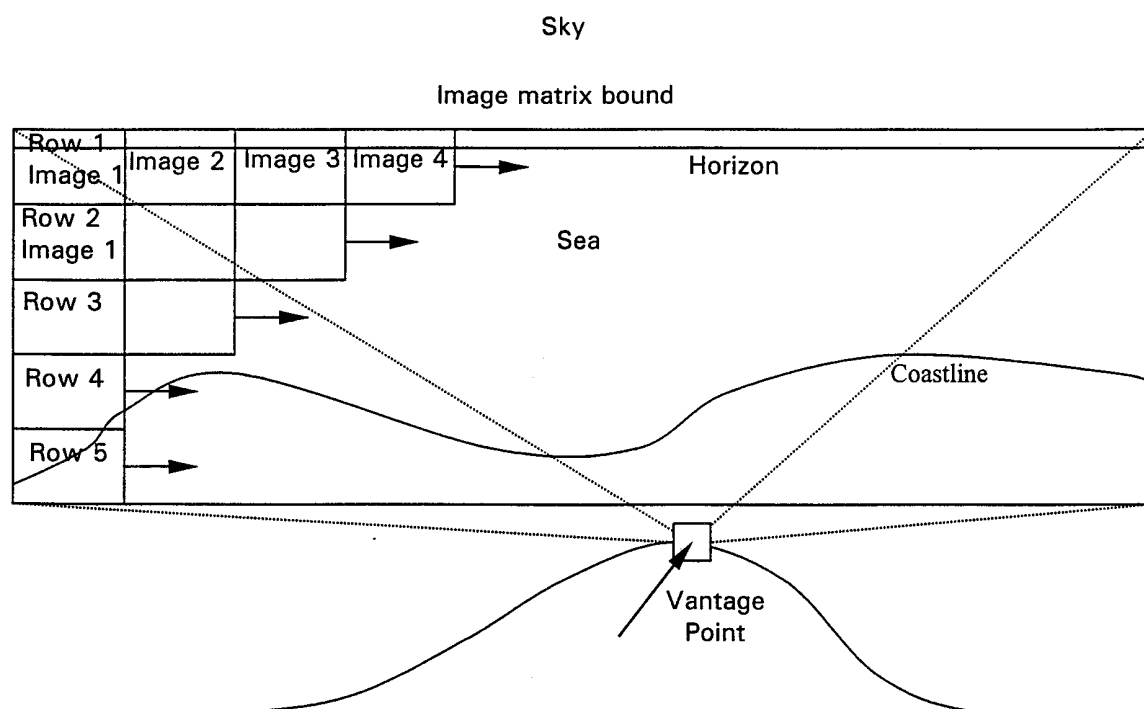 Sky
Image matrix bound
Row 1
Image 1
Image 2
Image 3
Image 4
Horizon
Row 2
Image 1
Sea
Row 3
Row 4
Coastline
Row 5
Vantage
Point